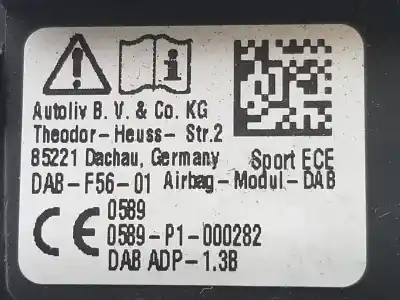 Autoliv B. V. & Co. KG
Theodor-Heuss-Str.2
85221 Dachau, Germany Sport ECE
DAB-F56-01 Airbag-Modul-DAB
CE 0589
0589-P1-000282
DAB ADP-1.3B